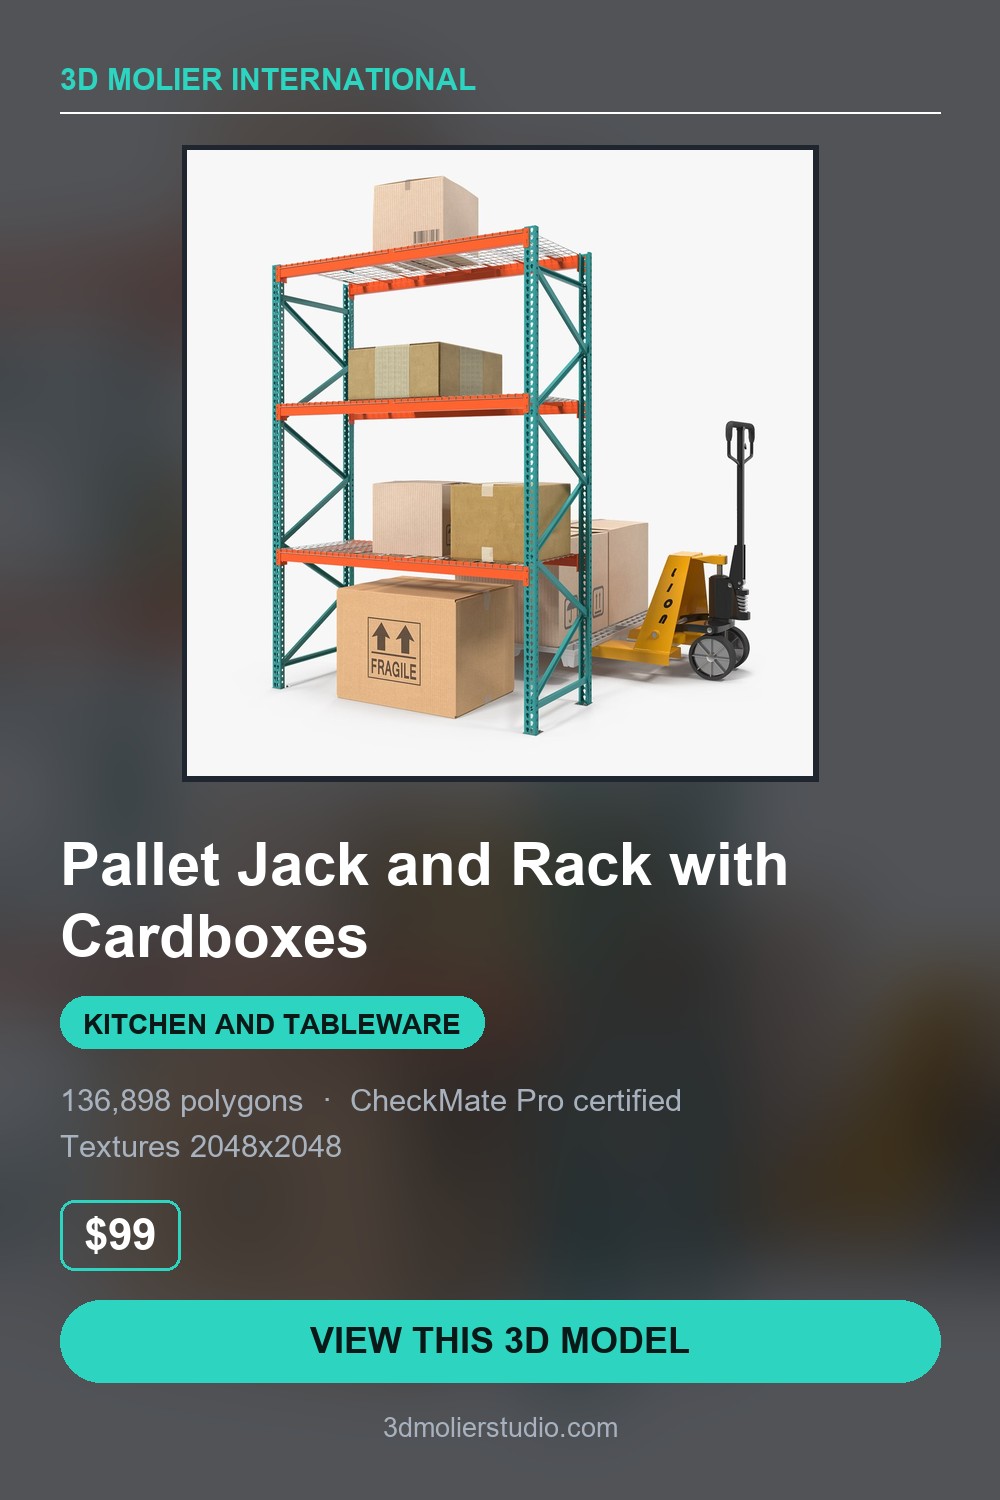 3D MOLIER INTERNATIONAL
FRAGILE
lion
Pallet Jack and Rack with
Cardboxes
KITCHEN AND TABLEWARE
136,898 polygons · CheckMate Pro certified
Textures 2048x2048
$99
VIEW THIS 3D MODEL
3dmolierstudio.com